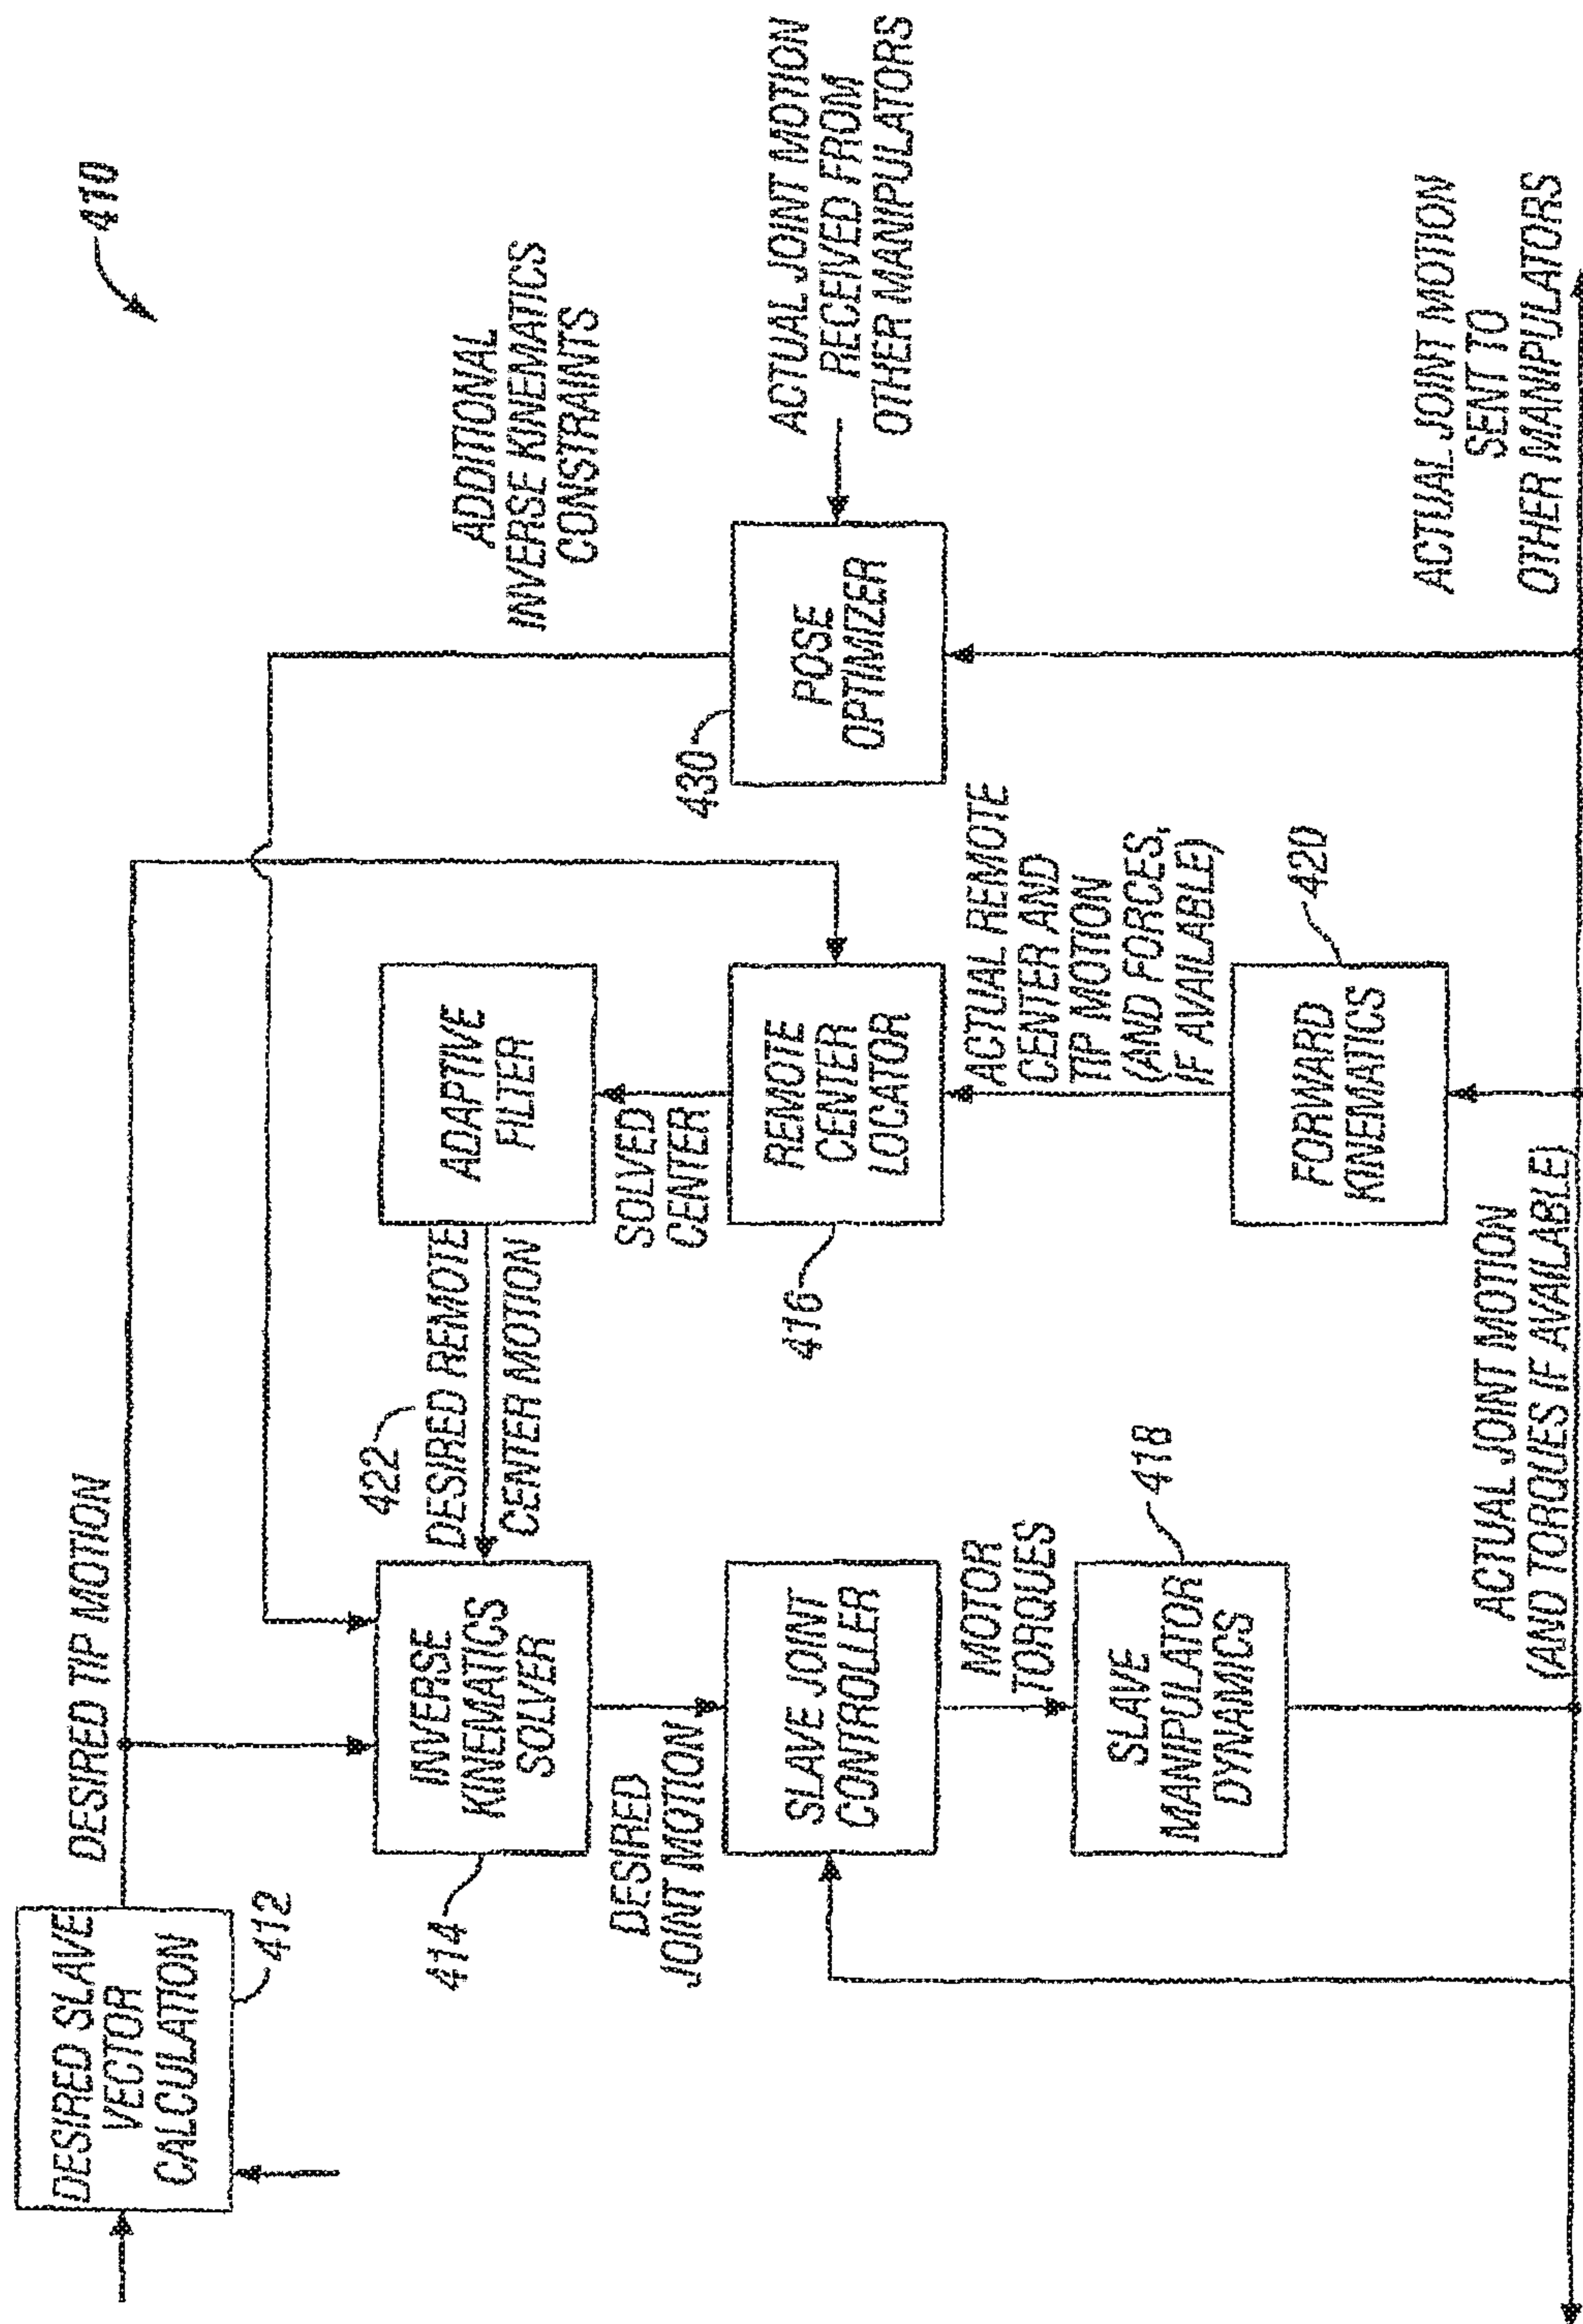 410
DESIRED SLAVE
VECTOR
CALCULATION
412
DESIRED TIP MOTION
ADDITIONAL
INVERSE KINEMATICS
CONSTRAINTS
INVERSE
KINEMATICS
SOLVER
414
422
DESIRED REMOTE
CENTER MOTION
ADAPTIVE
FILTER
DESIRED
JOINT MOTION
SOLVED
CENTER
SLAVE JOINT
CONTROLLER
REMOTE
CENTER
LOCATOR
416
430
POSE
OPTIMIZER
ACTUAL JOINT MOTION
RECEIVED FROM
OTHER MANIPULATORS
MOTOR
TORQUES
ACTUAL REMOTE
CENTER AND
TIP MOTION
(AND FORCES,
IF AVAILABLE)
SLAVE
MANIPULATOR
DYNAMICS
418
FORWARD
KINEMATICS
420
ACTUAL JOINT MOTION
(AND TORQUES IF AVAILABLE)
ACTUAL JOINT MOTION
SENT TO
OTHER MANIPULATORS